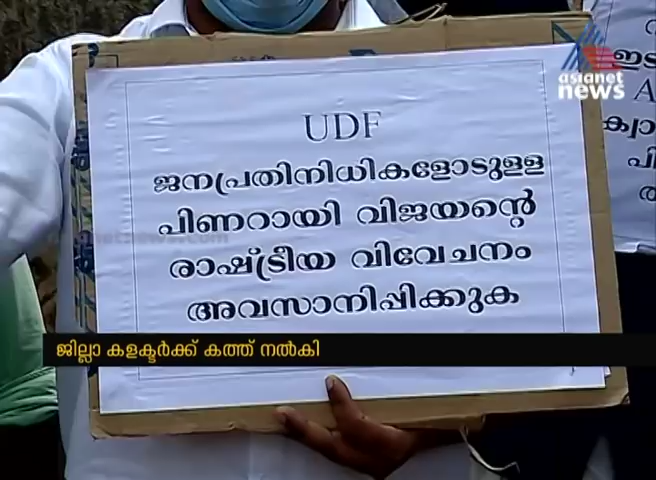 asianet
news
UDF
ജനപ്രതിനിധികളോടുള്ള
പിണറായി വിജയന്റെ
രാഷ്ട്രീയ വിവേചനം
അവസാനിപ്പിക്കുക
ജില്ലാ കളക്ടർക്ക് കത്ത് നൽകി